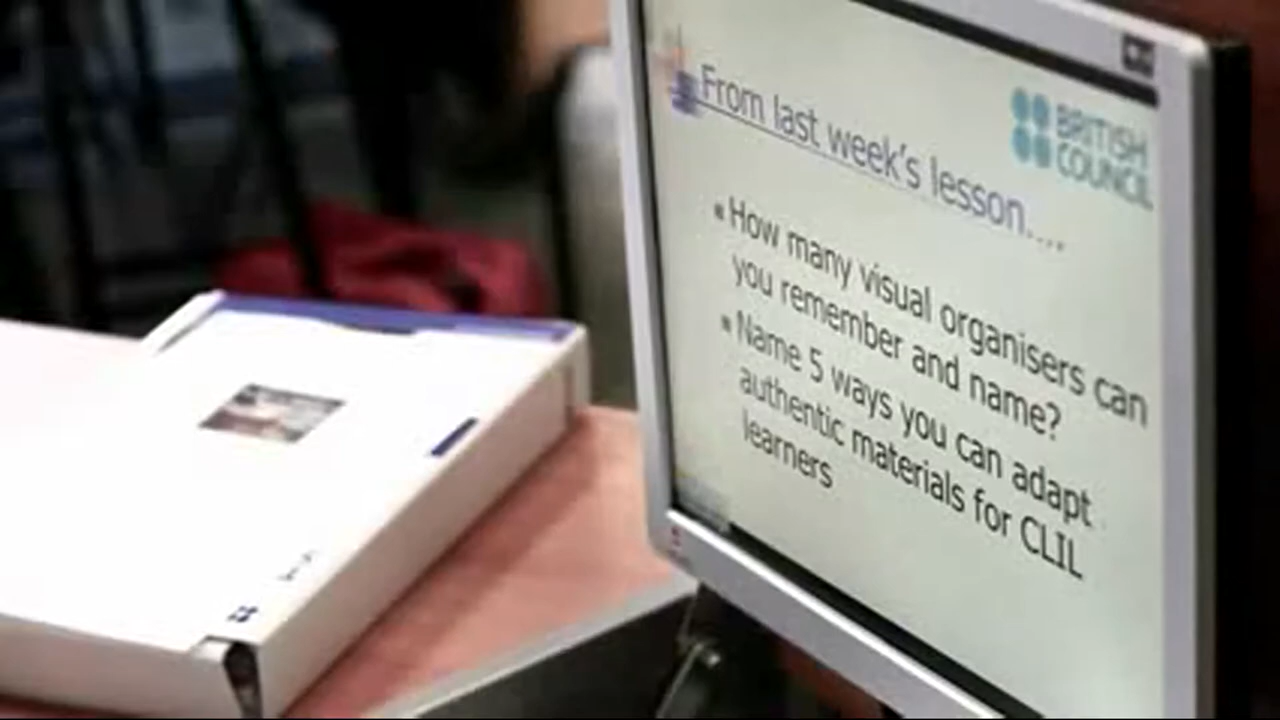 From last week's lesson....
BRITISH
COUNCIL
How many visual organisers can
you remember and name?
Name 5 ways you can adapt
authentic materials for CLIL
learners